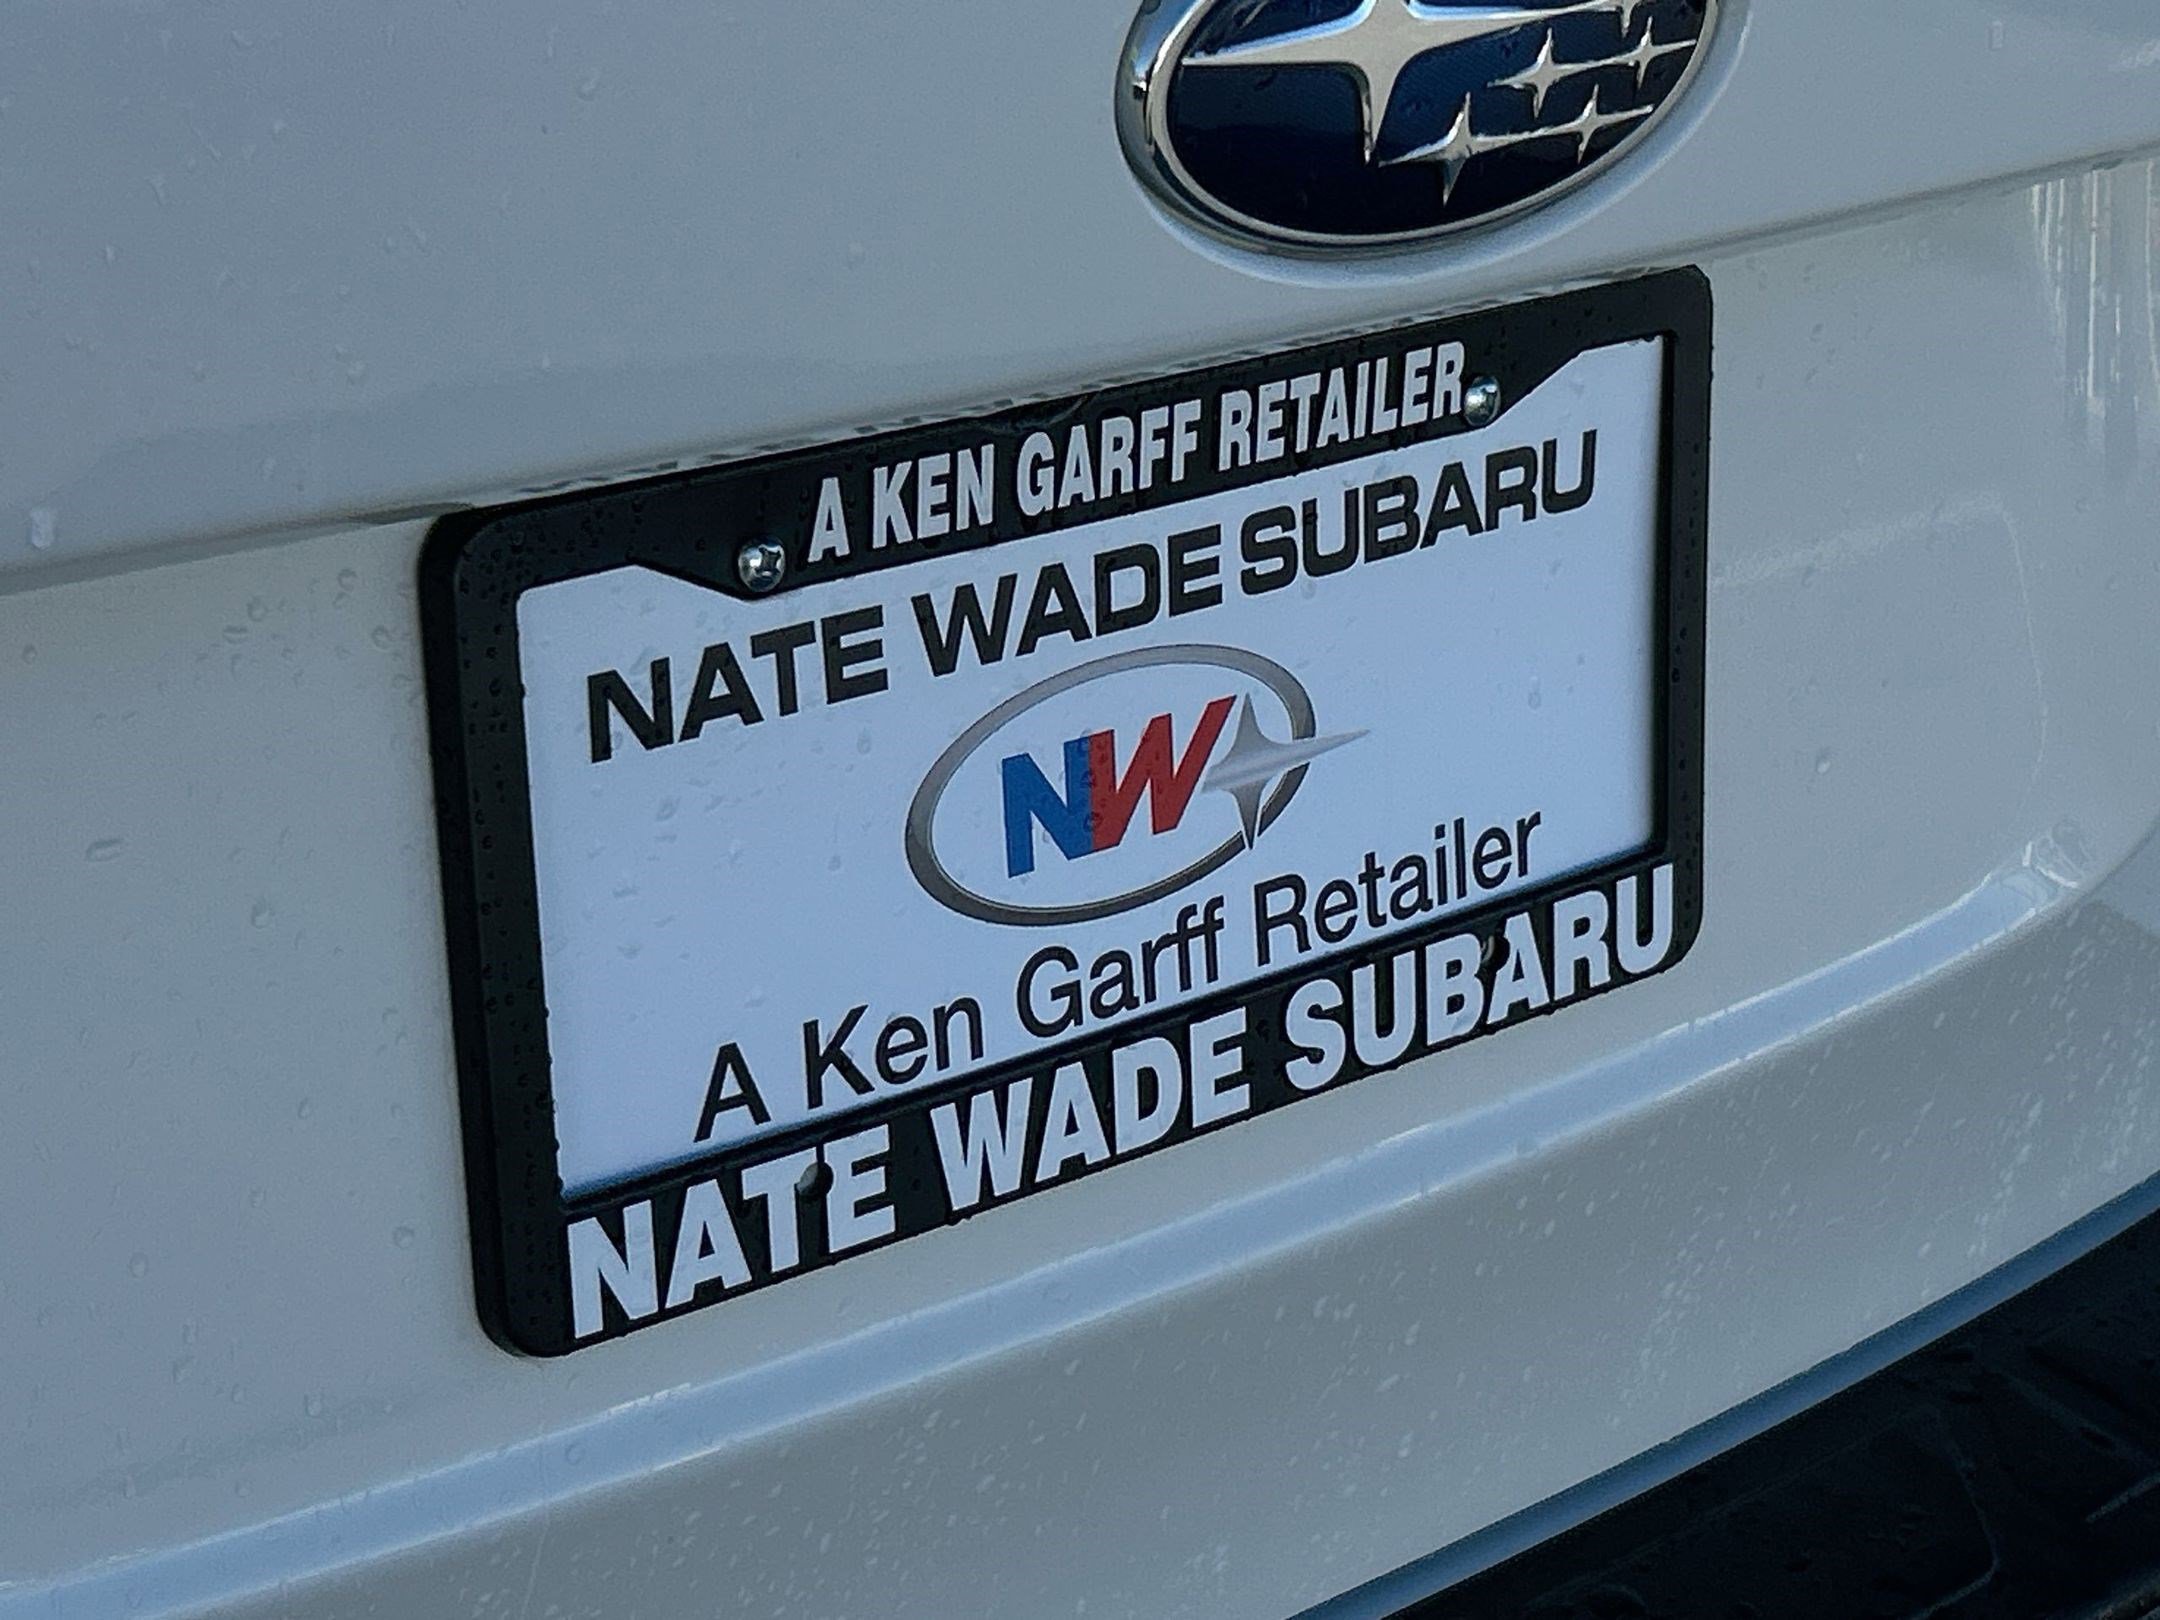 A KEN GARFF RETAILER
NATE WADE SUBARU
NW
A Ken Garff Retailer
NATE WADE SUBARU